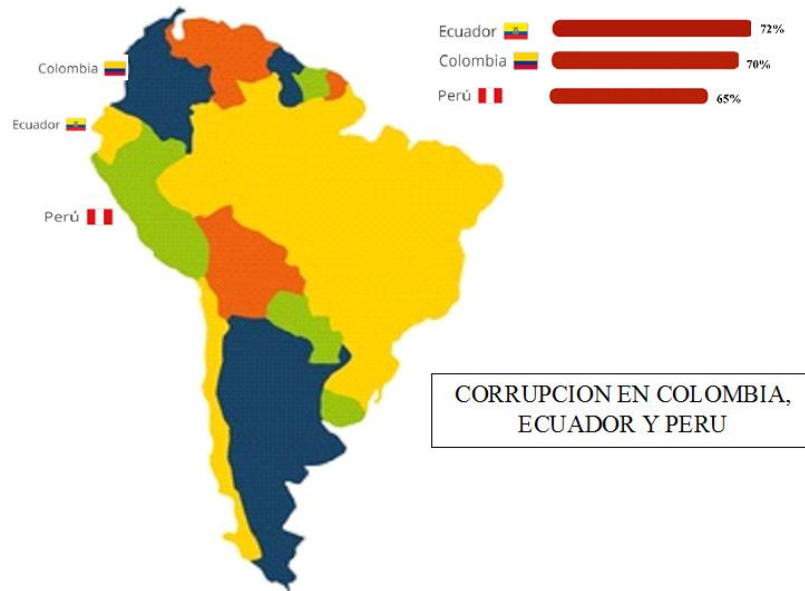 Ecuador 72%
Colombia 70%
Perú 65%
Colombia
Ecuador
Perú
CORRUPCION EN COLOMBIA,
ECUADOR Y PERU